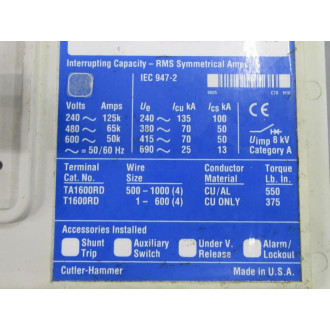 Interrupting Capacity – RMS Symmetrical Amp
IEC 947-2
Volts Amps Ue Icu kA Ics kA
240 ~ 125k 240 ~ 135 100
480 ~ 65k 380 ~ 70 50
600 ~ 50k 415 ~ 70 50
~ = 50/60 Hz 690 ~ 25 13
CE
Uimp 8 kV
Category A
Terminal Wire Conductor Torque
Cat. No. Size Material Lb. In.
TA1600RD 500 - 1000 (4) CU/AL 550
T1600RD 1 - 600 (4) CU ONLY 375
Accessories Installed
Shunt Trip
Auxiliary Switch
Under V. Release
Alarm/ Lockout
Cutler-Hammer Made in U.S.A.